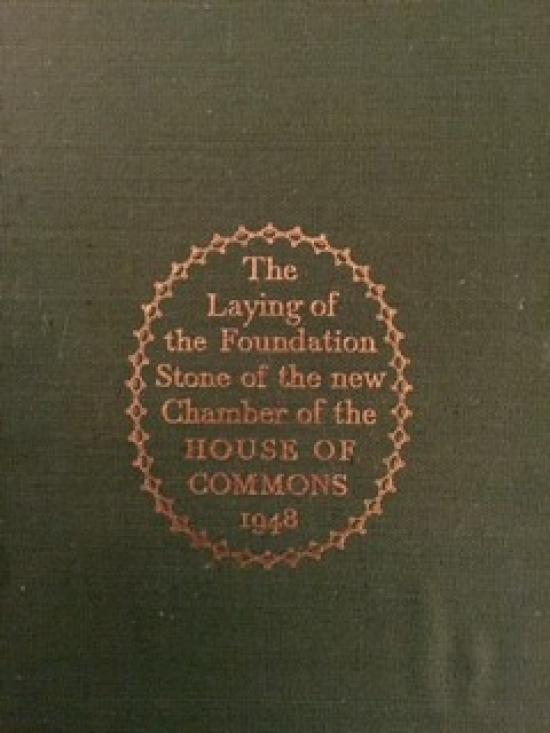 The
Laying of
the Foundation
Stone of the new
Chamber of the
HOUSE OF
COMMONS
1948